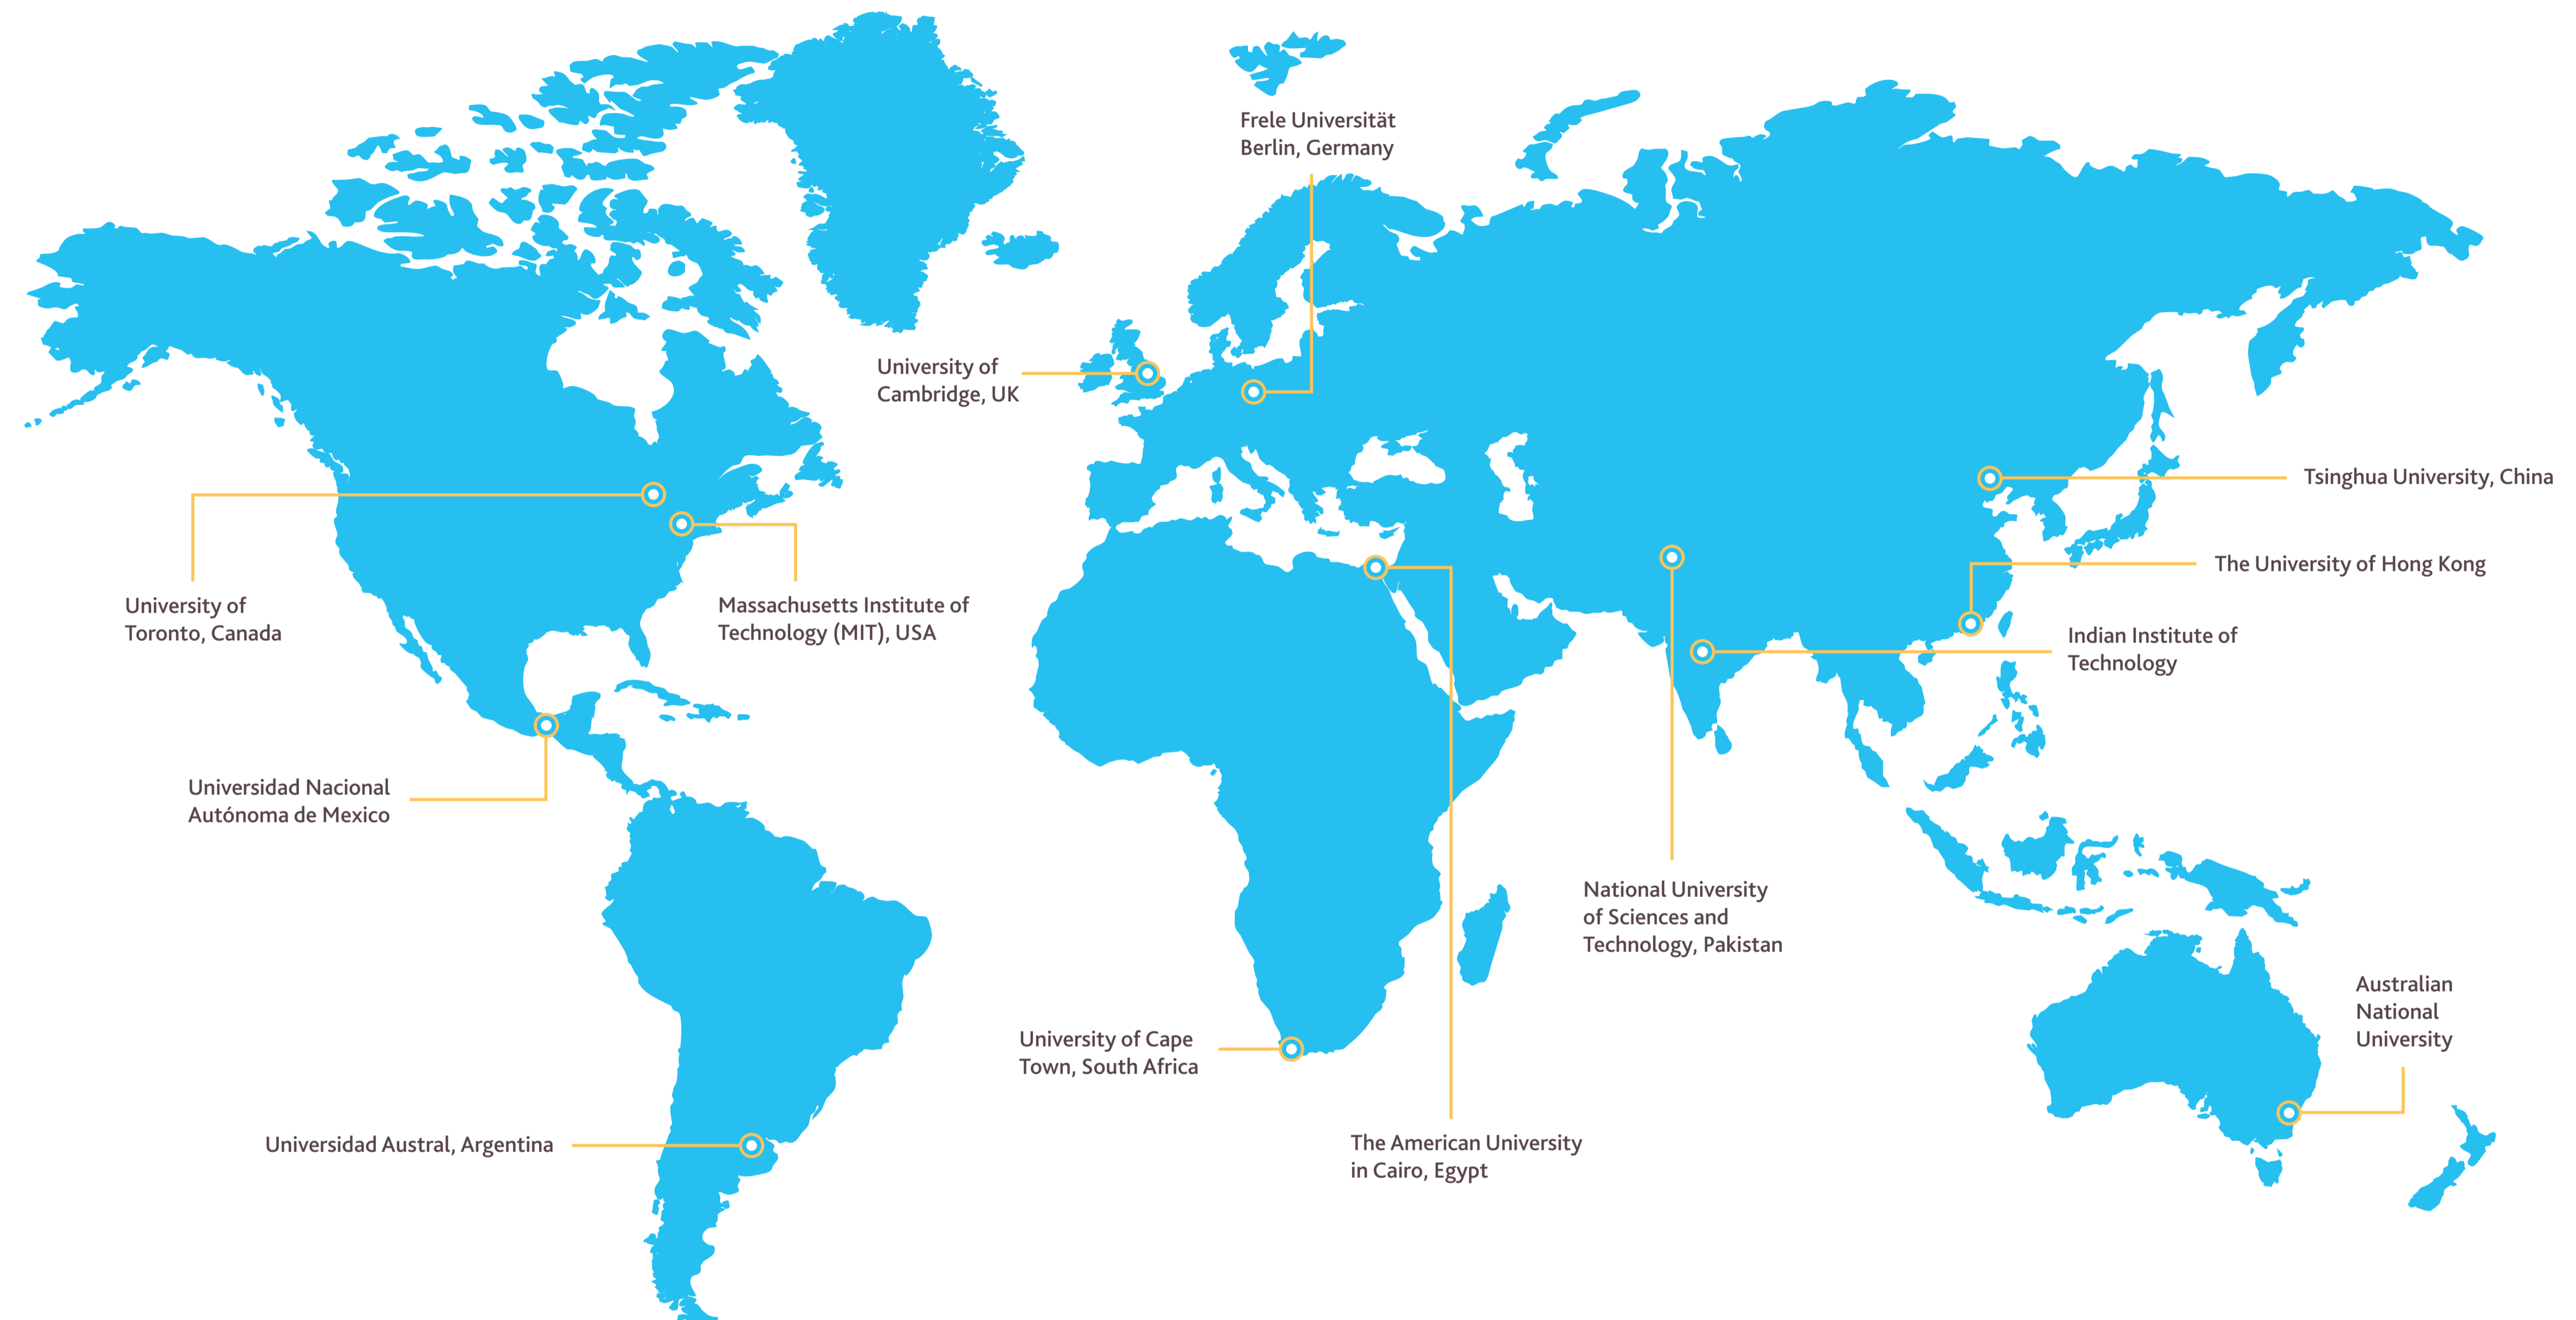 Frele Universität
Berlin, Germany
University of
Cambridge, UK
Tsinghua University, China
The University of Hong Kong
University of
Toronto, Canada
Massachusetts Institute of
Technology (MIT), USA
Indian Institute of
Technology
Universidad Nacional
Autónoma de Mexico
National University
of Sciences and
Technology, Pakistan
Australian
National
University
University of Cape
Town, South Africa
Universidad Austral, Argentina
The American University
in Cairo, Egypt